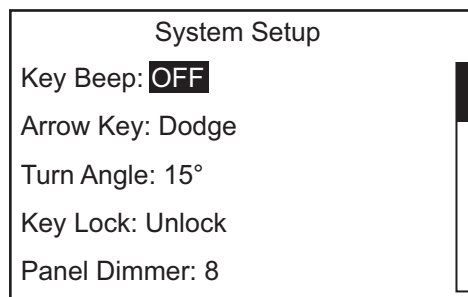 System Setup
Key Beep: OFF
Arrow Key: Dodge
Turn Angle: 15°
Key Lock: Unlock
Panel Dimmer: 8